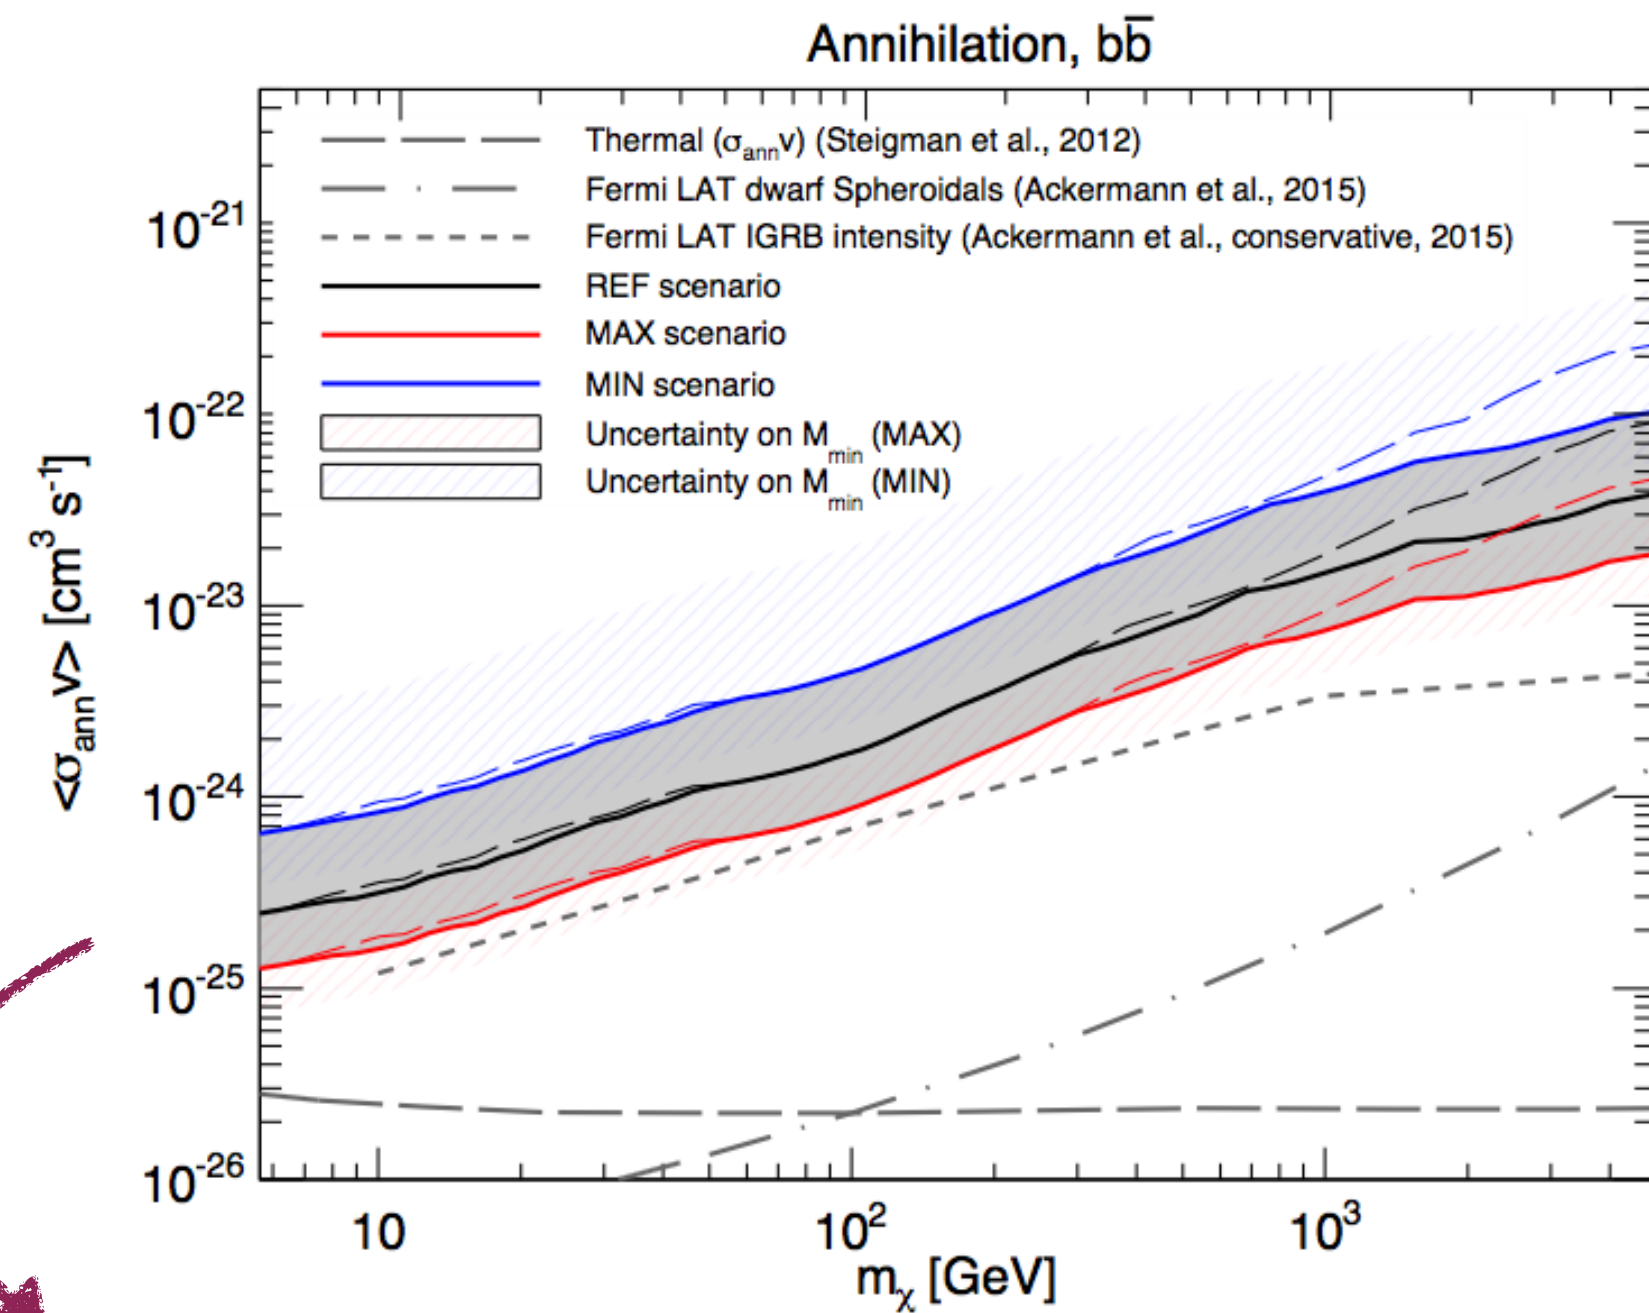 Annihilation, bb̅
Thermal (σannv) (Steigman et al., 2012)
Fermi LAT dwarf Spheroidals (Ackermann et al., 2015)
Fermi LAT IGRB intensity (Ackermann et al., conservative, 2015)
REF scenario
MAX scenario
MIN scenario
Uncertainty on Mmin (MAX)
Uncertainty on Mmin (MIN)
<σannv> [cm³ s⁻¹]
10⁻²¹
10⁻²²
10⁻²³
10⁻²⁴
10⁻²⁵
10⁻²⁶
10 10² 10³
mχ [GeV]